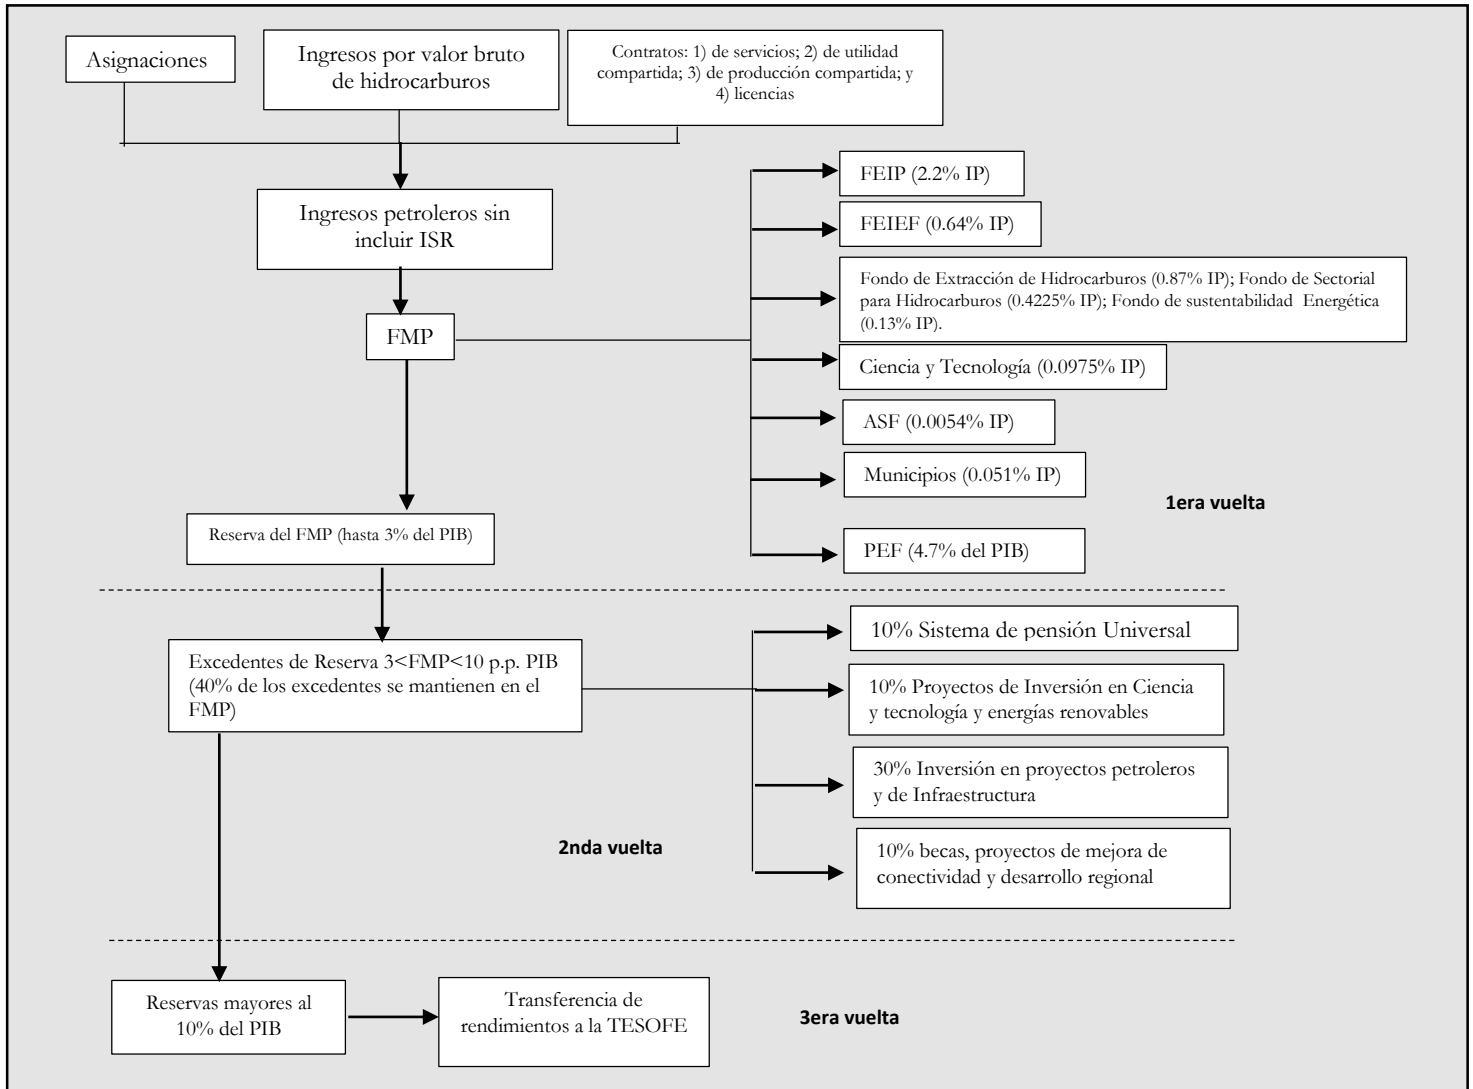 Asignaciones
Ingresos por valor bruto
de hidrocarburos
Contratos: 1) de servicios; 2) de utilidad
compartida; 3) de producción compartida; y
4) licencias
Ingresos petroleros sin
incluir ISR
FMP
Reserva del FMP (hasta 3% del PIB)
FEIP (2.2% IP)
FEIEF (0.64% IP)
Fondo de Extracción de Hidrocarburos (0.87% IP); Fondo de Sectorial
para Hidrocarburos (0.4225% IP); Fondo de sustentabilidad Energética
(0.13% IP).
Ciencia y Tecnología (0.0975% IP)
ASF (0.0054% IP)
Municipios (0.051% IP)
1era vuelta
PEF (4.7% del PIB)
Excedentes de Reserva 3<FMP<10 p.p. PIB
(40% de los excedentes se mantienen en el
FMP)
10% Sistema de pensión Universal
10% Proyectos de Inversión en Ciencia
y tecnología y energías renovables
30% Inversión en proyectos petroleros
y de Infraestructura
2nda vuelta
10% becas, proyectos de mejora de
conectividad y desarrollo regional
Reservas mayores al
10% del PIB
Transferencia de
rendimientos a la TESOFE
3era vuelta